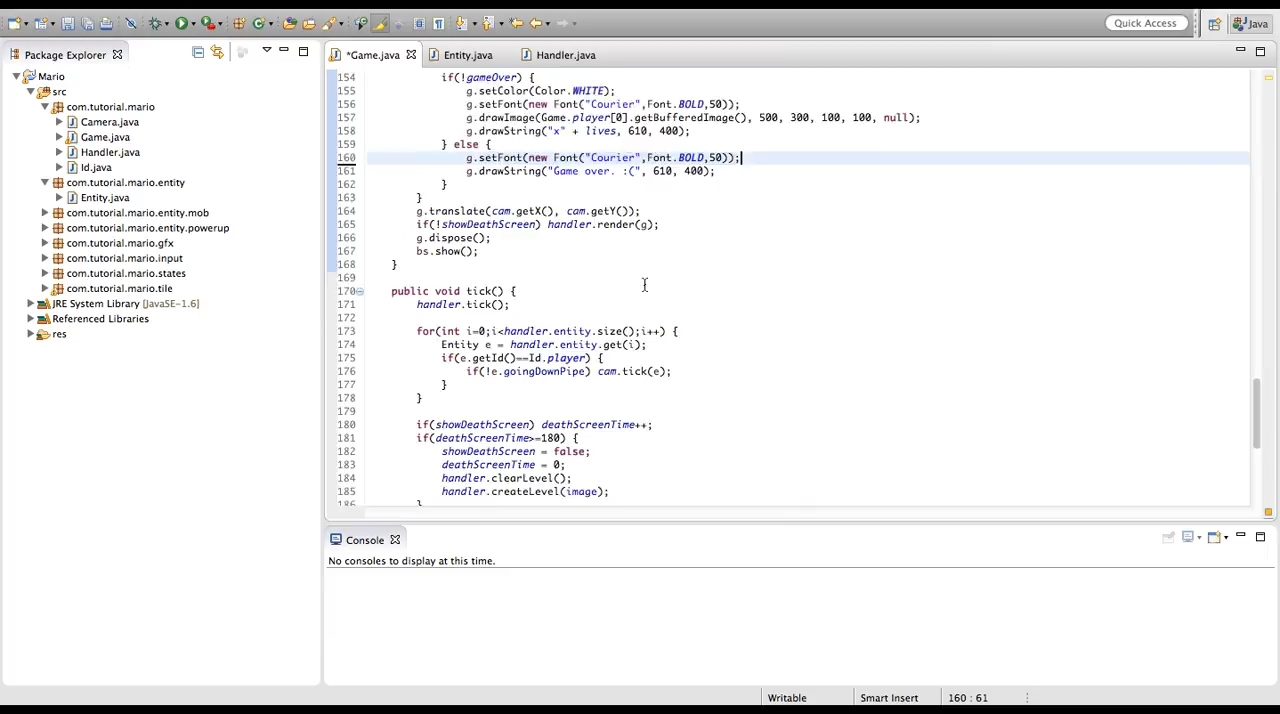 Quick Access
Java
Package Explorer
*Game.java
Entity.java
Handler.java
Mario
src
com.tutorial.mario
Camera.java
Game.java
Handler.java
Id.java
com.tutorial.mario.entity
Entity.java
com.tutorial.mario.entity.mob
com.tutorial.mario.entity.powerup
com.tutorial.mario.gfx
com.tutorial.mario.input
com.tutorial.mario.states
com.tutorial.mario.tile
JRE System Library [JavaSE-1.6]
Referenced Libraries
res
154 if(!gameOver) {
155 g.setColor(Color.WHITE);
156 g.setFont(new Font("Courier",Font.BOLD,50));
157 g.drawImage(Game.player[0].getBufferedImage(), 500, 300, 100, 100, null);
158 g.drawString("x" + lives, 610, 400);
159 } else {
160 g.setFont(new Font("Courier",Font.BOLD,50));
161 g.drawString("Game over. :(", 610, 400);
162 }
163 }
164 g.translate(cam.getX(), cam.getY());
165 if(!showDeathScreen) handler.render(g);
166 g.dispose();
167 bs.show();
168 }
169
170 public void tick() {
171 handler.tick();
172
173 for(int i=0;i<handler.entity.size();i++) {
174 Entity e = handler.entity.get(i);
175 if(e.getId()==Id.player) {
176 if(!e.goingDownPipe) cam.tick(e);
177 }
178 }
179
180 if(showDeathScreen) deathScreenTime++;
181 if(deathScreenTime>=180) {
182 showDeathScreen = false;
183 deathScreenTime = 0;
184 handler.clearLevel();
185 handler.createLevel(image);
186 }
Console
No consoles to display at this time.
Writable
Smart Insert
160 : 61